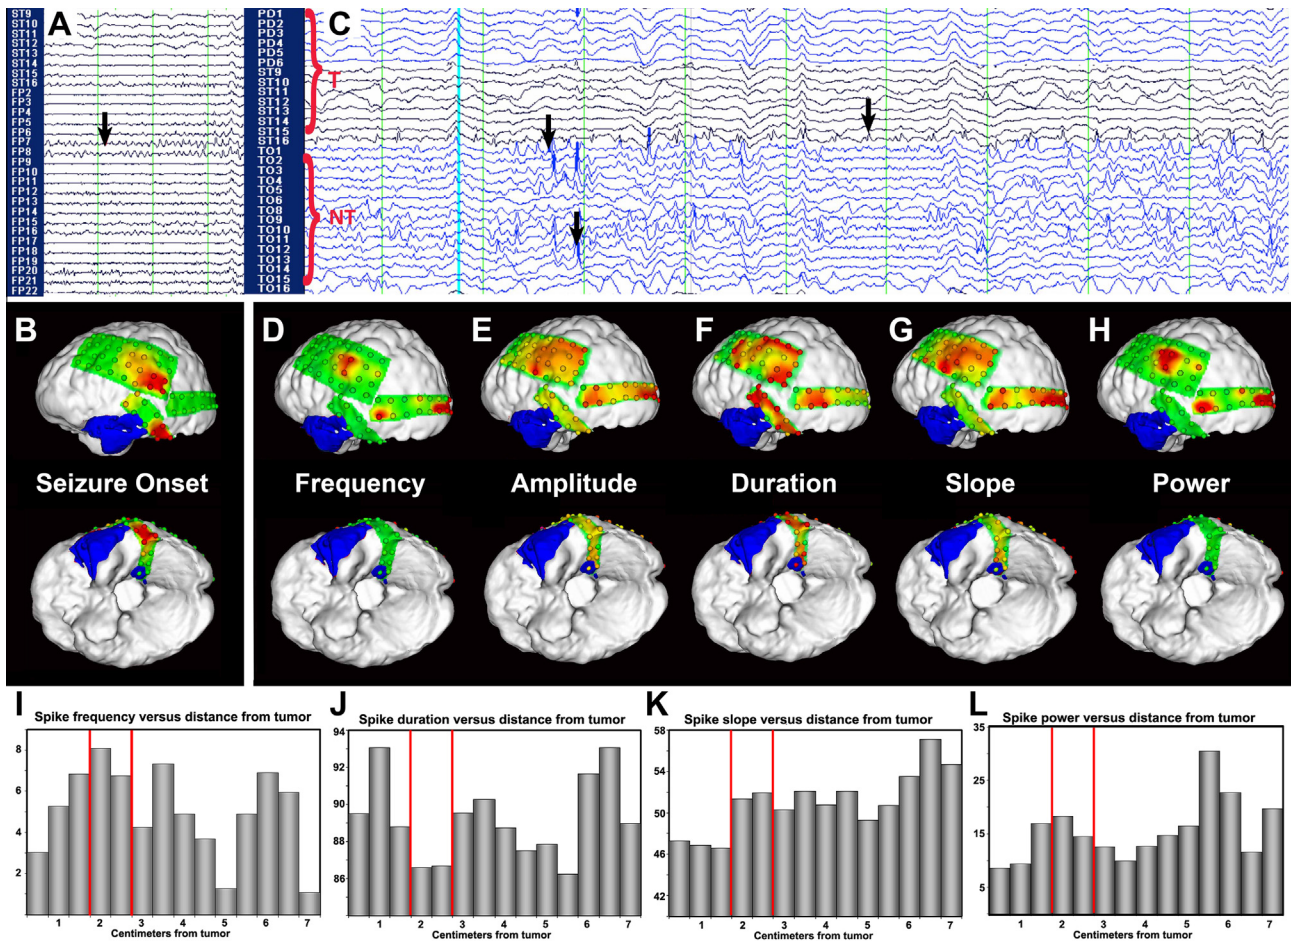 A
ST9
ST10
ST11
ST12
ST13
ST14
ST15
ST16
FP2
FP3
FP4
FP5
FP6
FP7
FP8
FP9
FP10
FP11
FP12
FP13
FP14
FP15
FP16
FP17
FP18
FP19
FP20
FP21
FP22
C
PD1
PD2
PD3
PD4
PD5
PD6
ST9
ST10
ST11
ST12
ST13
ST14
ST15
ST16
TO1
TO2
TO3
TO4
TO5
TO6
TO8
TO9
TO10
TO11
TO12
TO13
TO14
TO15
TO16
T
NT
B D E F G H
Seizure Onset Frequency Amplitude Duration Slope Power
I
Spike frequency versus distance from tumor
8
6
4
2
1 2 3 4 5 6 7
Centimeters from tumor
J
Spike duration versus distance from tumor
94
92
90
88
86
1 2 3 4 5 6 7
Centimeters from tumor
K
Spike slope versus distance from tumor
58
54
50
46
42
1 2 3 4 5 6 7
Centimeters from tumor
L
Spike power versus distance from tumor
35
25
15
5
1 2 3 4 5 6 7
Centimeters from tumor